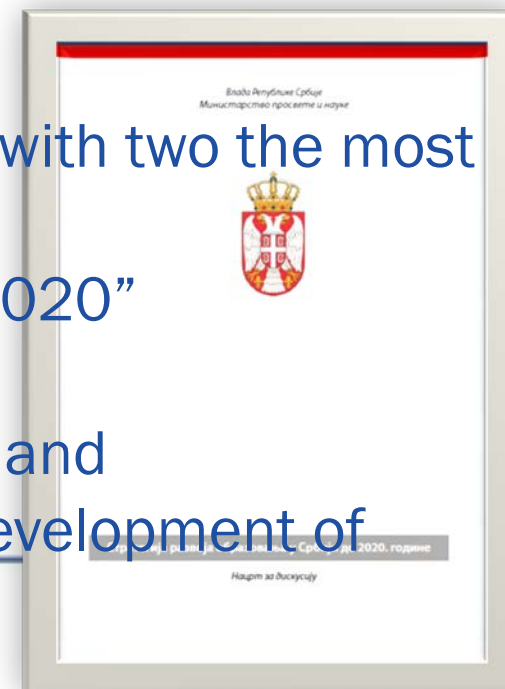 Влада Републике Србије
Министарство просвете и науке
with two the most
020”
and
evelopment of
2020. године
Нацрт за дискусију